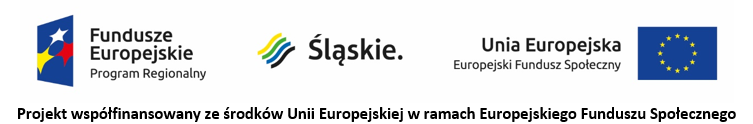 Fundusze
Europejskie
Program Regionalny
Śląskie.
Unia Europejska
Europejski Fundusz Społeczny
Projekt współfinansowany ze środków Unii Europejskiej w ramach Europejskiego Funduszu Społecznego